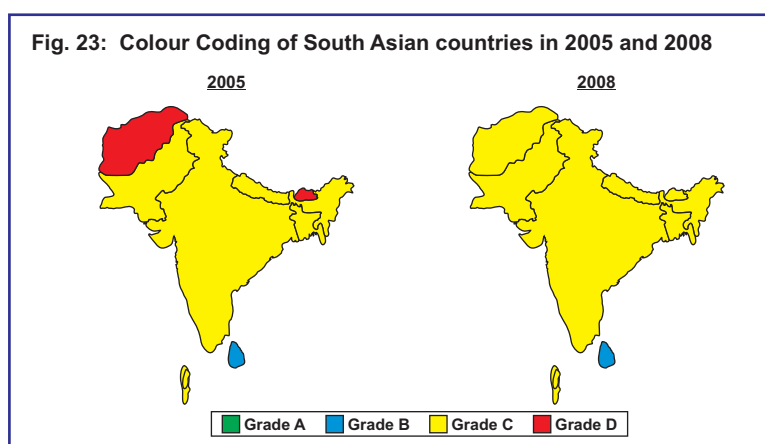 Fig. 23: Colour Coding of South Asian countries in 2005 and 2008
2005 2008
Grade A Grade B Grade C Grade D